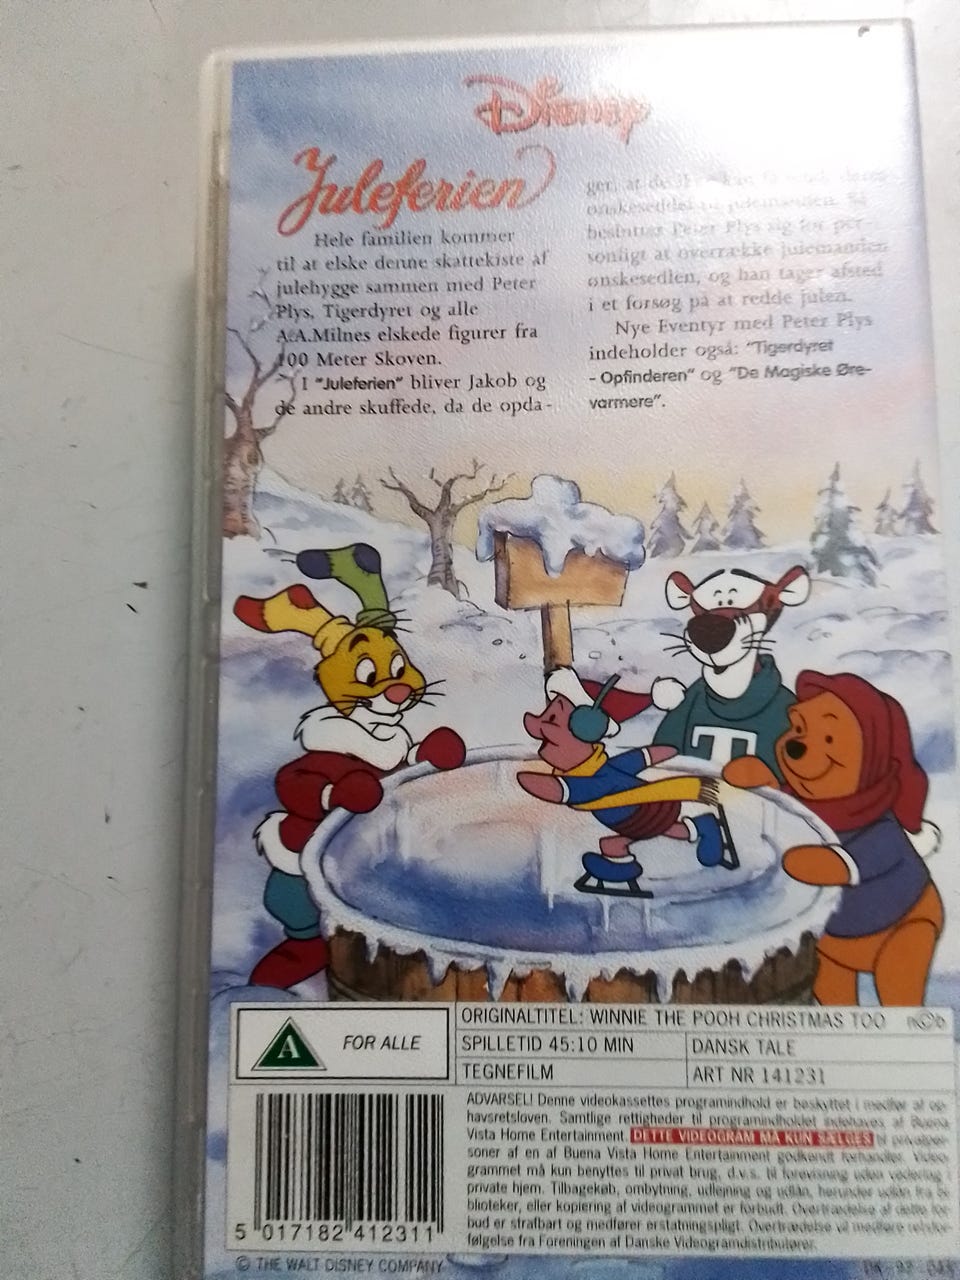 Disney
Juleferien
Hele familien kommer
til at elske denne skattekiste af
julehygge sammen med Peter
Plys, Tigerdyret og alle
A.A.Milnes elskede figurer fra
100 Meter Skoven.
I "Juleferien" bliver Jakob og
de andre skuffede, da de opda-
ger, at de
ønskeseddel til julemanden. Så
beslutter Peter Plys sig for per-
sonligt at overrække julemanden
ønskesedlen, og han tager afsted
i et forsøg på at redde julen.
Nye Eventyr med Peter Plys
indeholder også: "Tigerdyret
- Opfinderen" og "De Magiske Øre-
varmere".
T
A FOR ALLE
ORIGINALTITEL: WINNIE THE POOH CHRISTMAS TOO ncb
SPILLETID 45:10 MIN
DANSK TALE
TEGNEFILM
ART NR 141231
ADVARSEL! Denne videokassettes programindhold er beskyttet i medfør af op-
havsretsloven. Samtlige rettigheder til programindholdet indehaves af Buena
Vista Home Entertainment. DETTE VIDEOGRAM MÅ KUN SÆLGES til privatper-
soner af en af Buena Vista Home Entertainment godkendt forhandler. Video-
grammet må kun benyttes til privat brug, d.v.s. til forevisning uden vederlag i
private hjem. Tilbagekøb, ombytning, udlejning og udlån, herunder udlån fra bi-
blioteker, eller kopiering af videogrammet er forbudt. Overtrædelse af dette for-
bud er strafbart og medfører erstatningspligt. Overtrædelse vil medføre retsfor-
følgelse fra Foreningen af Danske Videogramdistributører.
5 017182 412311
© THE WALT DISNEY COMPANY